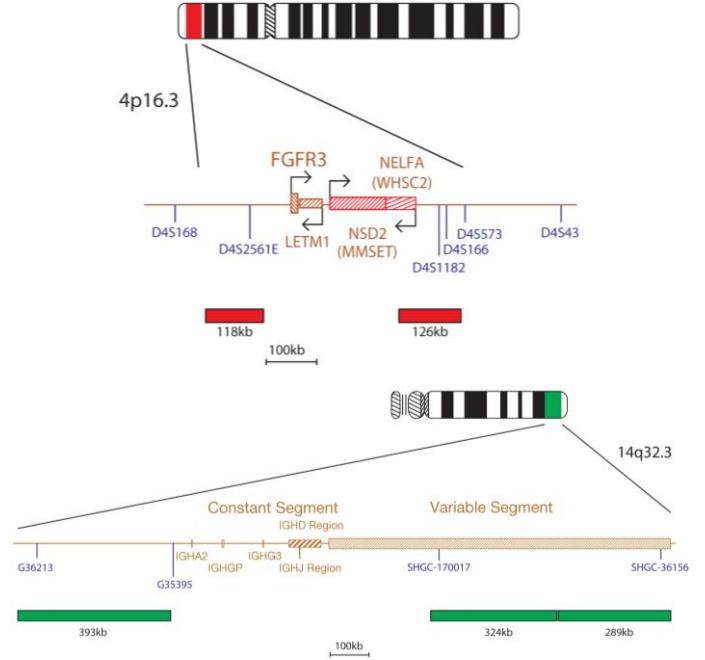 4p16.3
FGFR3
NELFA
(WHSC2)
D4S168
D4S2561E
LETM1
NSD2
(MMSET)
D4S573
D4S166
D4S1182
D4S43
118kb
126kb
100kb
14q32.3
Constant Segment
Variable Segment
IGHD Region
IGHA2
IGHGP
IGHG3
IGHJ Region
G36213
G35395
SHGC-170017
SHGC-36156
393kb
324kb
289kb
100kb